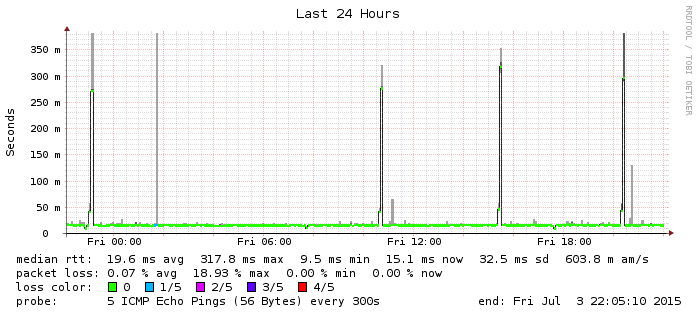 Last 24 Hours
RRDTOOL / TOBI OETIKER
Seconds
350 m
300 m
250 m
200 m
150 m
100 m
50 m
0
Fri 00:00 Fri 06:00 Fri 12:00 Fri 18:00
median rtt: 19.6 ms avg 317.8 ms max 9.5 ms min 15.1 ms now 32.5 ms sd 603.8 m am/s
packet loss: 0.07 % avg 18.93 % max 0.00 % min 0.00 % now
loss color: 0 1/5 2/5 3/5 4/5
probe: 5 ICMP Echo Pings (56 Bytes) every 300s end: Fri Jul 3 22:05:10 2015